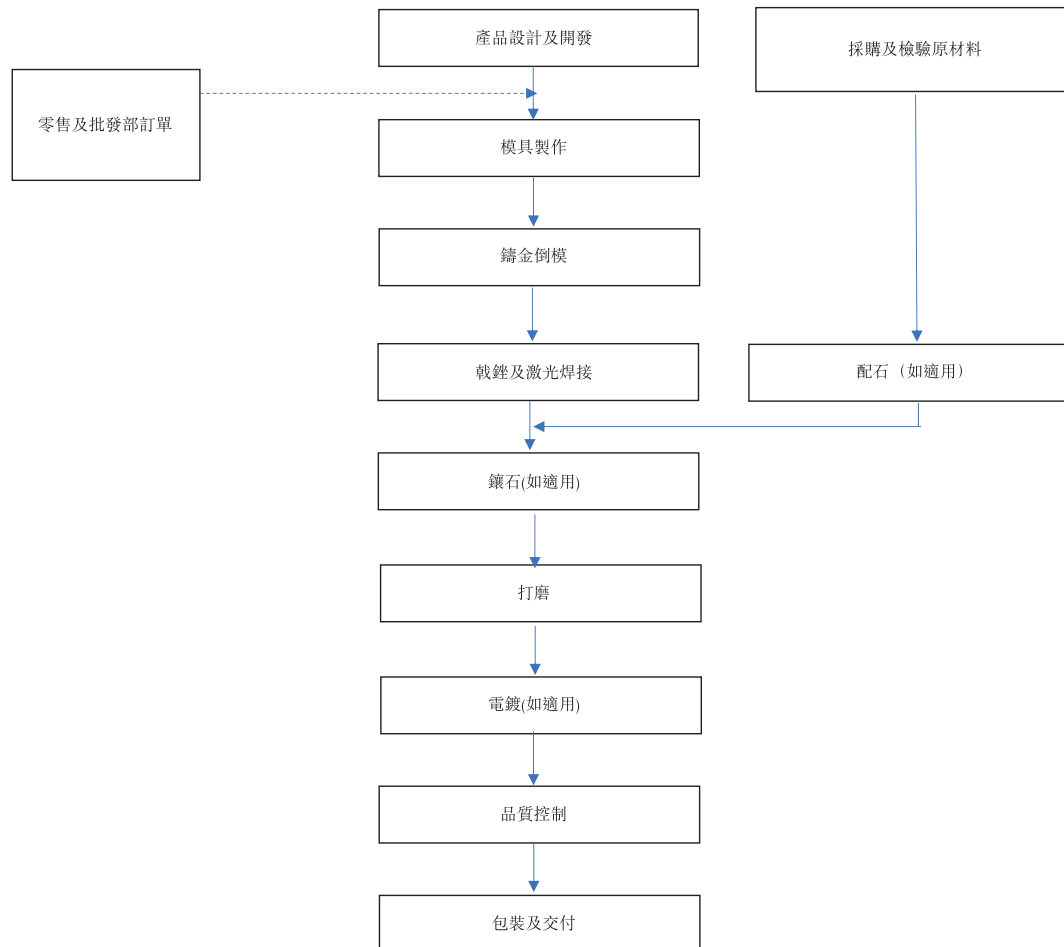 產品設計及開發
採購及檢驗原材料
零售及批發部訂單
模具製作
鑄金倒模
戟銼及激光焊接
配石（如適用）
鑲石(如適用)
打磨
電鍍(如適用)
品質控制
包裝及交付